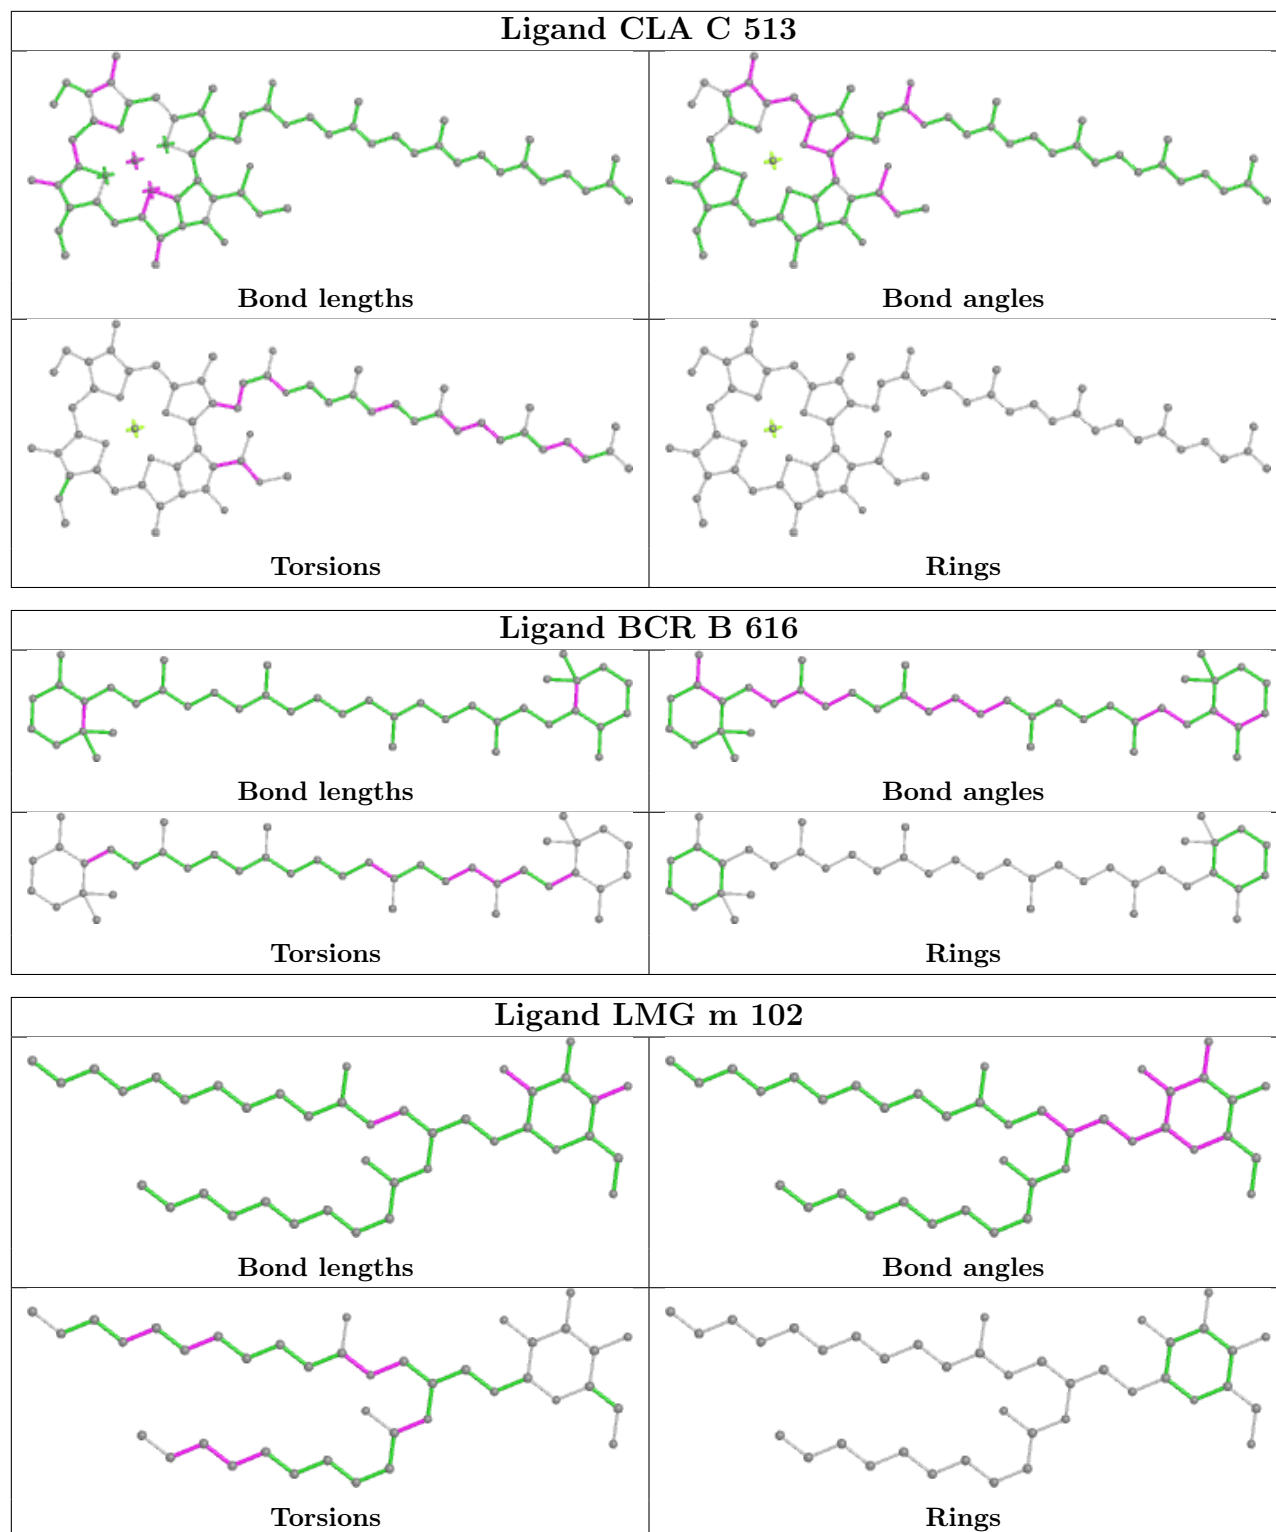 Ligand CLA C 513
Bond lengths
Bond angles
Torsions
Rings
Ligand BCR B 616
Bond lengths
Bond angles
Torsions
Rings
Ligand LMG m 102
Bond lengths
Bond angles
Torsions
Rings